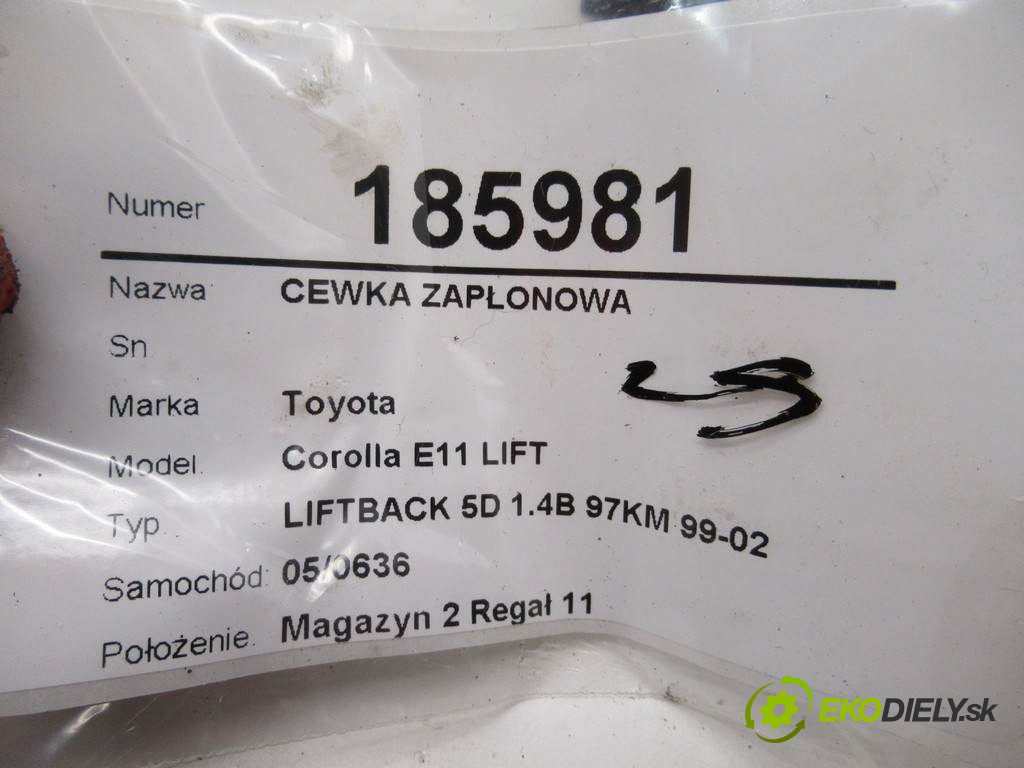 Numer 185981
Nazwa CEWKA ZAPŁONOWA
Sn
Marka Toyota
Model Corolla E11 LIFT
Typ LIFTBACK 5D 1.4B 97KM 99-02
Samochód: 05/0636
Położenie. Magazyn 2 Regał 11
EKODIELY.sk